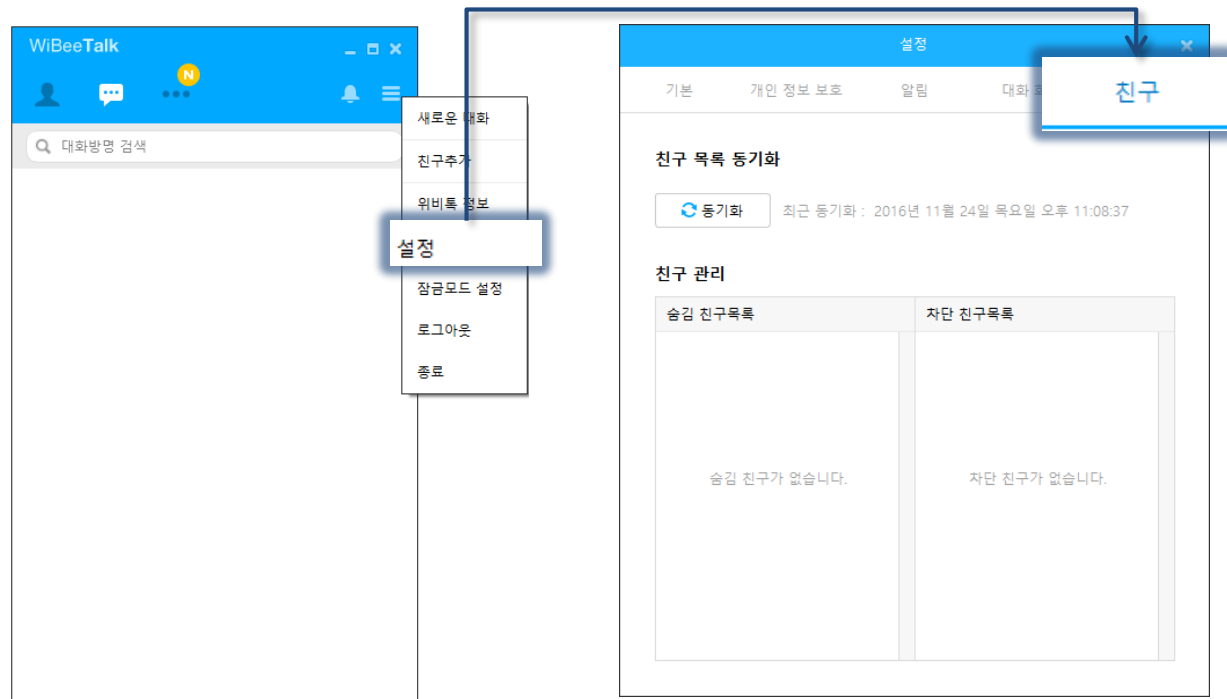 WiBeeTalk
N
대화방명 검색
새로운 대화
친구추가
위비톡 정보
설정
잠금모드 설정
로그아웃
종료
설정
기본 개인 정보 보호 알림 대화 친구
친구 목록 동기화
동기화 최근 동기화 : 2016년 11월 24일 목요일 오후 11:08:37
친구 관리
숨김 친구목록 차단 친구목록
숨김 친구가 없습니다. 차단 친구가 없습니다.